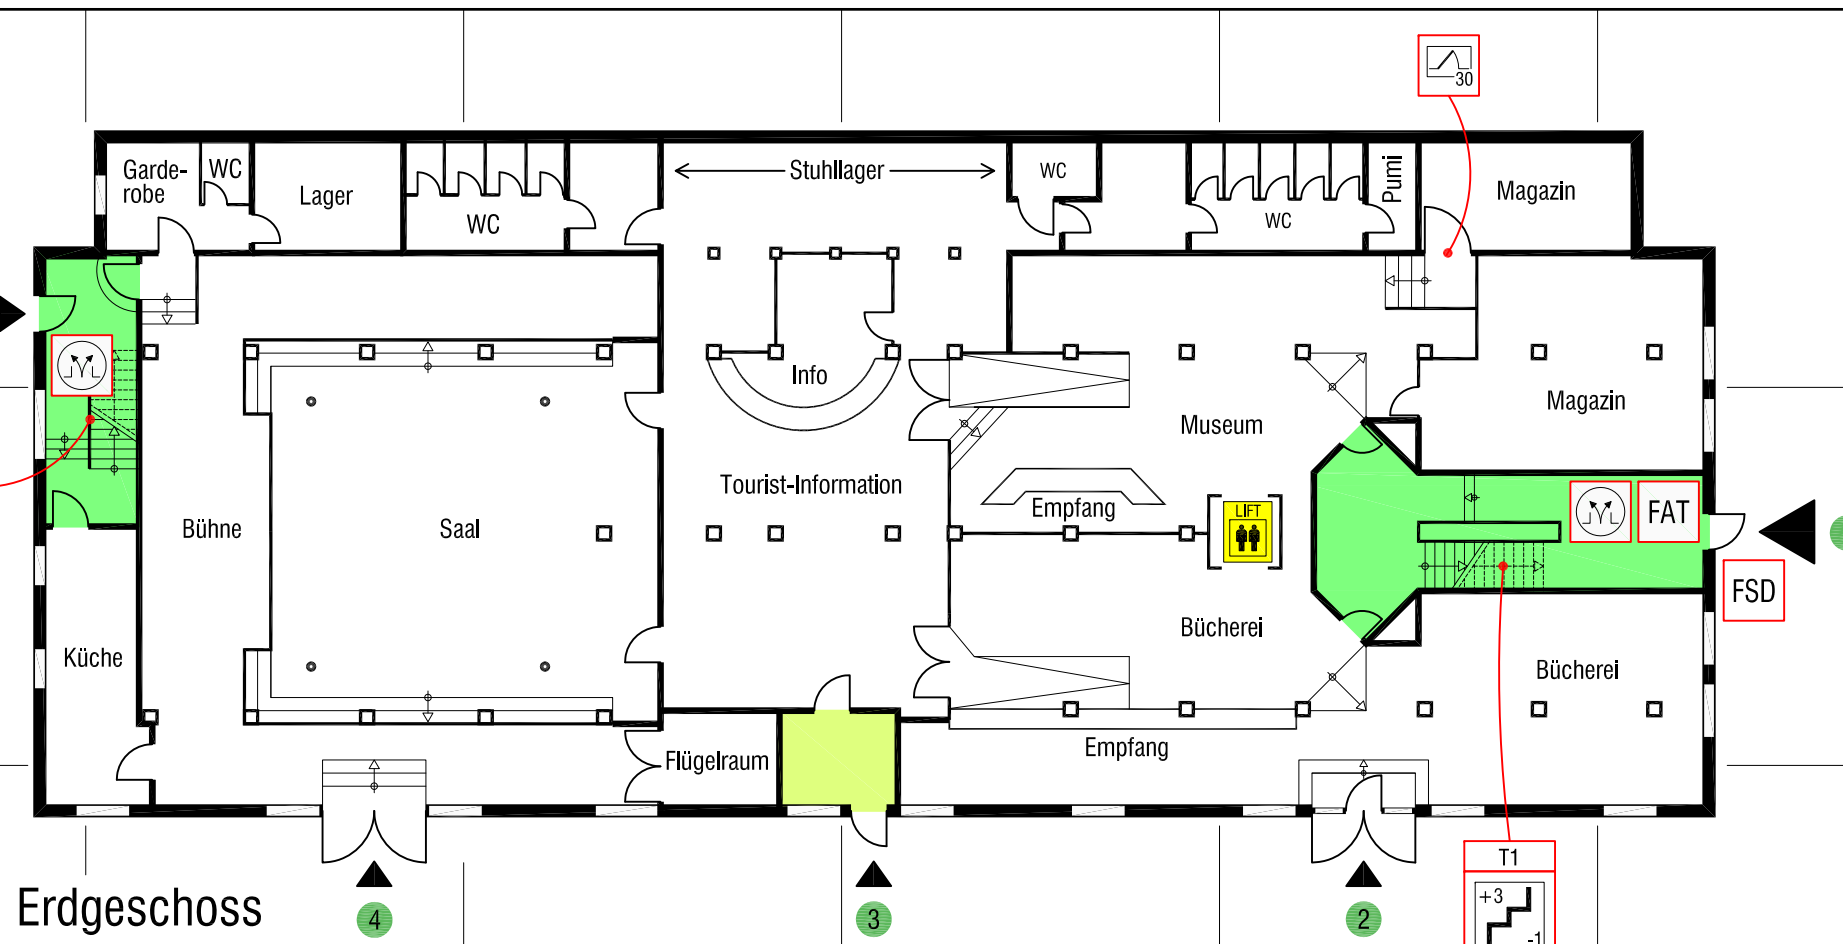 30
Garde-
robe
WC
Lager
WC
Stuhllager
WC
WC
Pumi
Magazin
Info
Museum
Magazin
Tourist-Information
Empfang
LIFT
FAT
FSD
Bühne
Saal
Küche
Bücherei
Bücherei
Flügelraum
Empfang
T1
+3
-1
Erdgeschoss
4
3
2